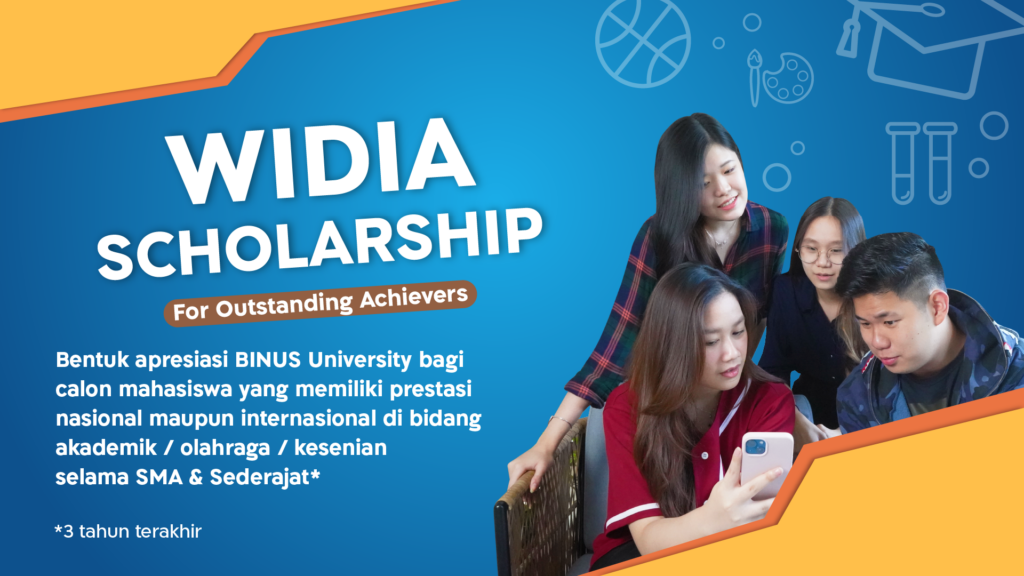 WIDIA
SCHOLARSHIP
For Outstanding Achievers
Bentuk apresiasi BINUS University bagi
calon mahasiswa yang memiliki prestasi
nasional maupun internasional di bidang
akademik / olahraga / kesenian
selama SMA & Sederajat*
*3 tahun terakhir